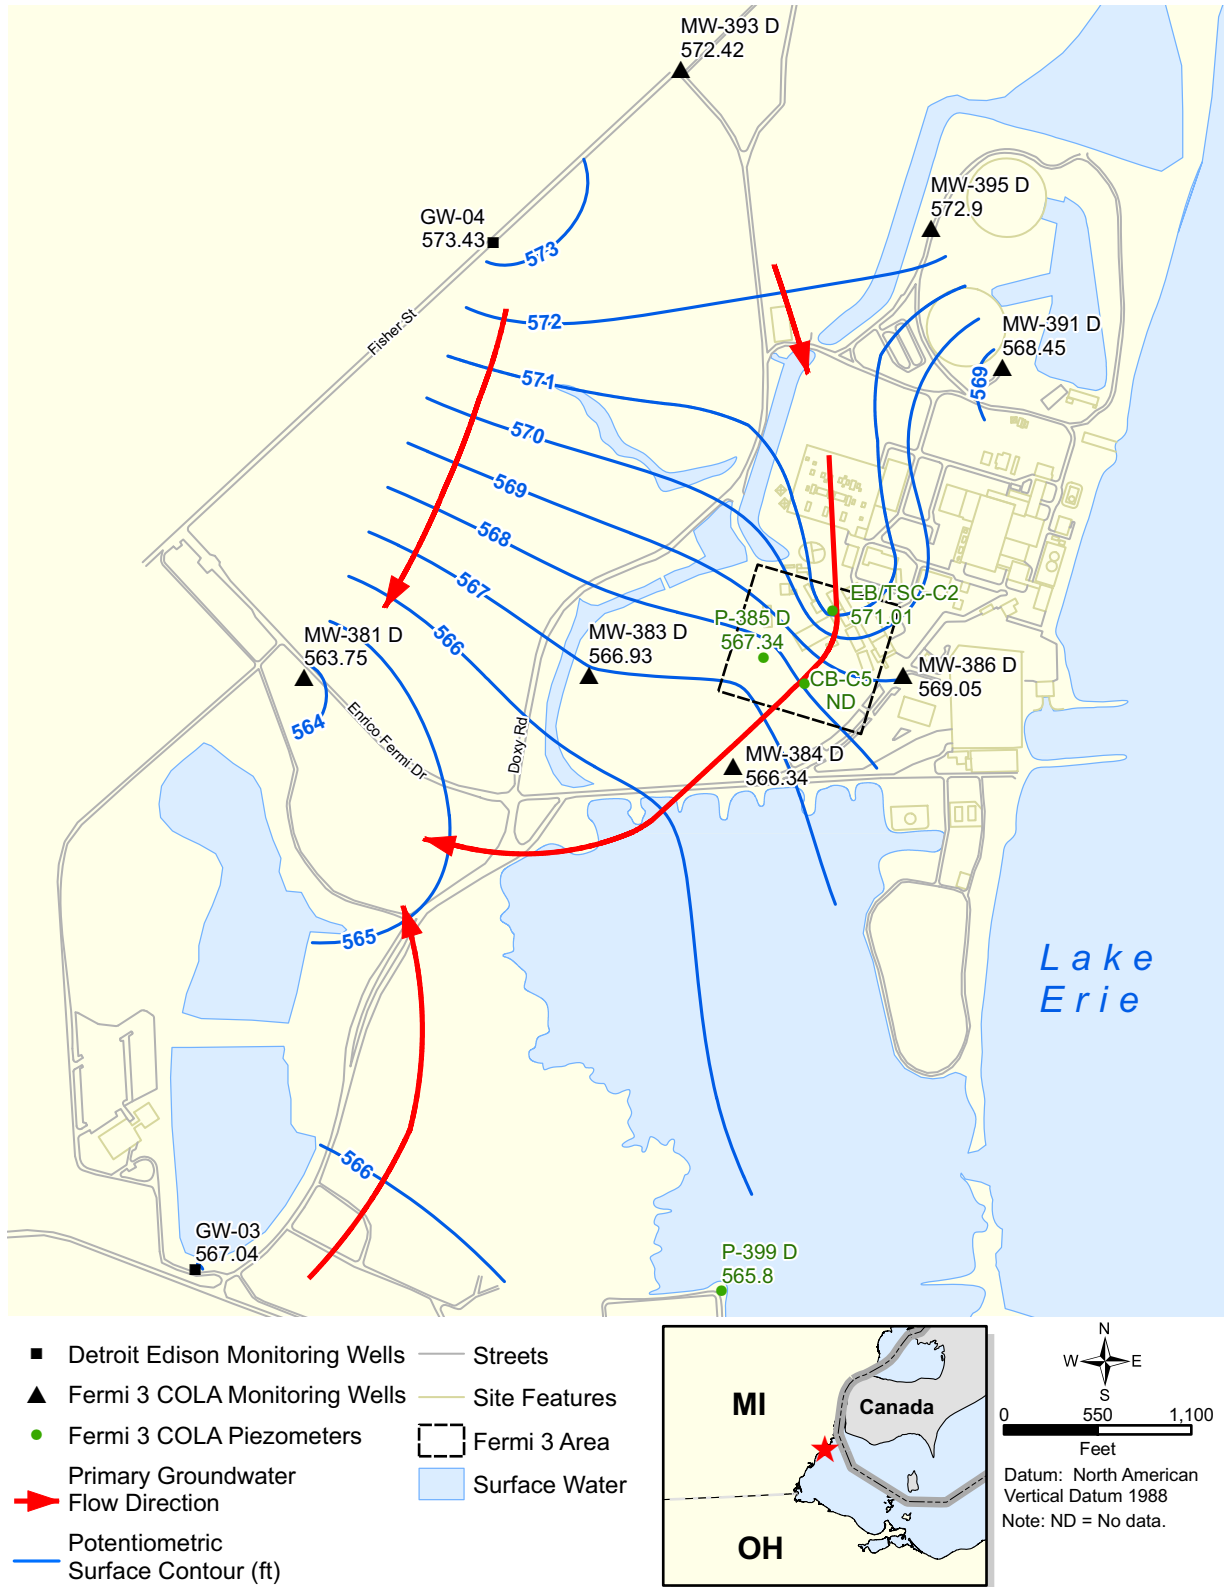 MW-393 D
572.42
MW-395 D
572.9
GW-04
573.43
573
572
Fisher St
MW-391 D
568.45
569
571
570
569
568
567
566
EB/TSC-C2
571.01
P-385 D
567.34
MW-381 D
563.75
MW-383 D
566.93
MW-386 D
569.05
CB-C5
ND
564
Enrico Fermi Dr
Doxy Rd
MW-384 D
566.34
565
Lake
Erie
566
GW-03
567.04
P-399 D
565.8
Detroit Edison Monitoring Wells
Fermi 3 COLA Monitoring Wells
Fermi 3 COLA Piezometers
Primary Groundwater
Flow Direction
Potentiometric
Surface Contour (ft)
Streets
Site Features
Fermi 3 Area
Surface Water
MI
Canada
OH
N
W E
S
0 550 1,100
Feet
Datum: North American
Vertical Datum 1988
Note: ND = No data.